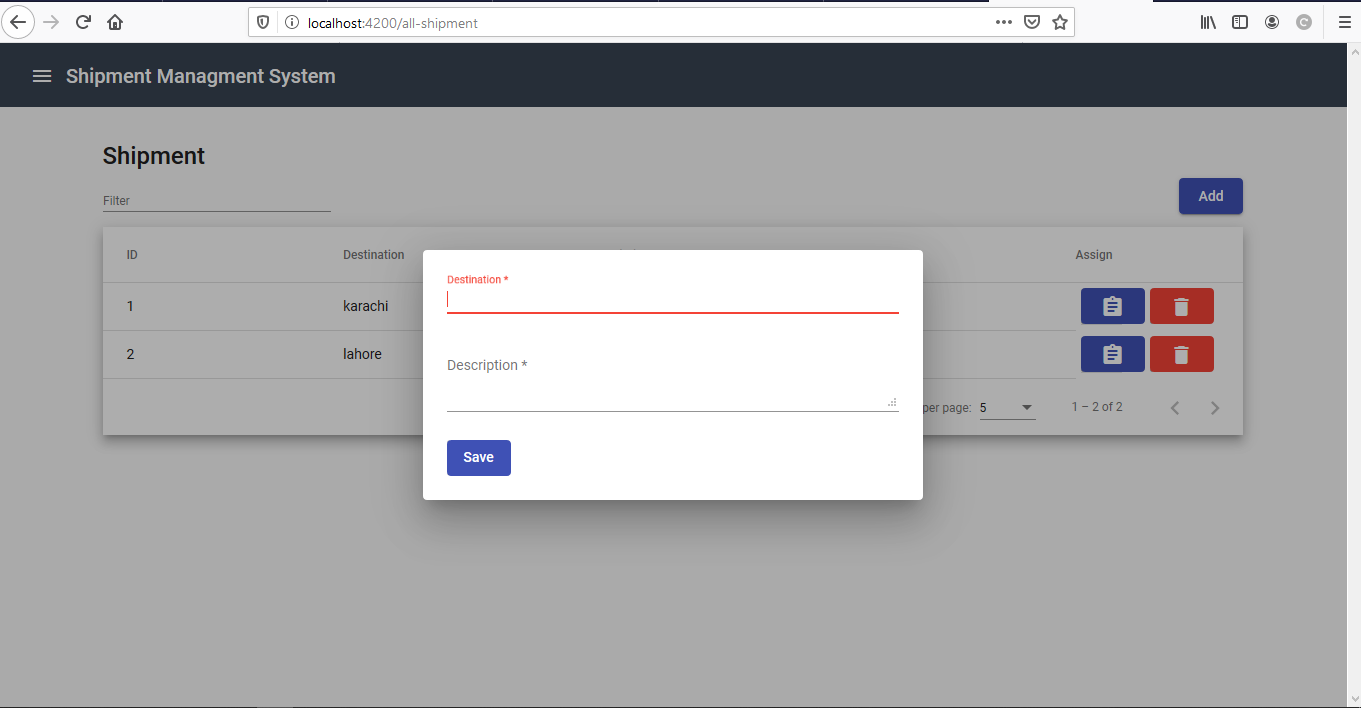 localhost:4200/all-shipment
Shipment Managment System
Shipment
Filter
Add
ID Destination Assign
Destination *
1 karachi
2 lahore
Description *
per page: 5 1 – 2 of 2
Save